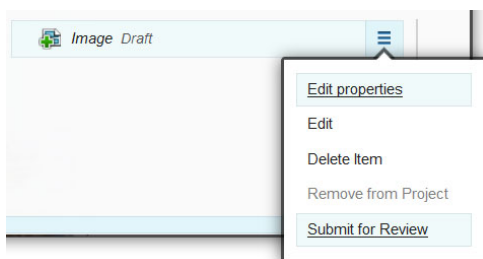 Image Draft
Edit properties
Edit
Delete Item
Remove from Project
Submit for Review